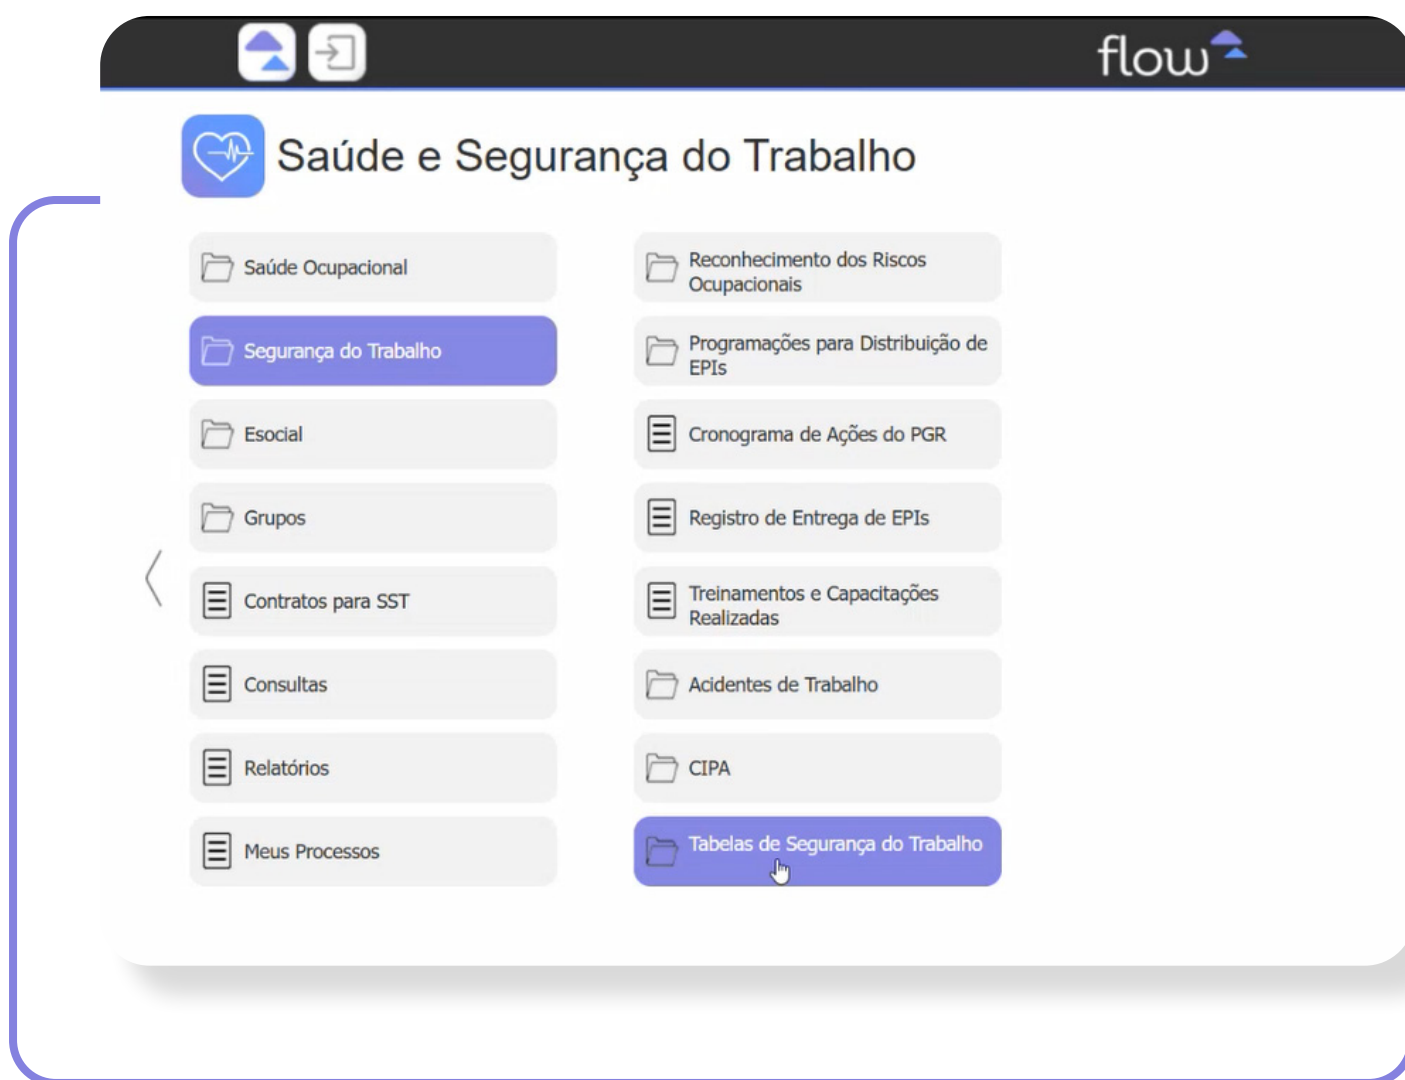 flow
Saúde e Segurança do Trabalho
Saúde Ocupacional
Segurança do Trabalho
Esocial
Grupos
Contratos para SST
Consultas
Relatórios
Meus Processos
Reconhecimento dos Riscos
Ocupacionais
Programações para Distribuição de
EPIs
Cronograma de Ações do PGR
Registro de Entrega de EPIs
Treinamentos e Capacitações
Realizadas
Acidentes de Trabalho
CIPA
Tabelas de Segurança do Trabalho